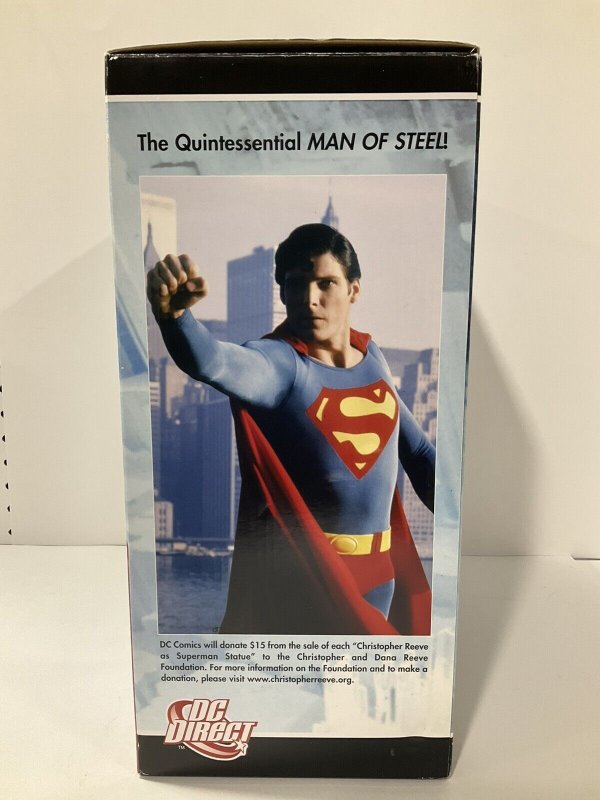 The Quintessential MAN OF STEEL!
S
DC Comics will donate $15 from the sale of each "Christopher Reeve
as Superman Statue" to the Christopher and Dana Reeve
Foundation. For more information on the Foundation and to make a
donation, please visit www.christopherreeve.org.
DC
DIRECT
TM